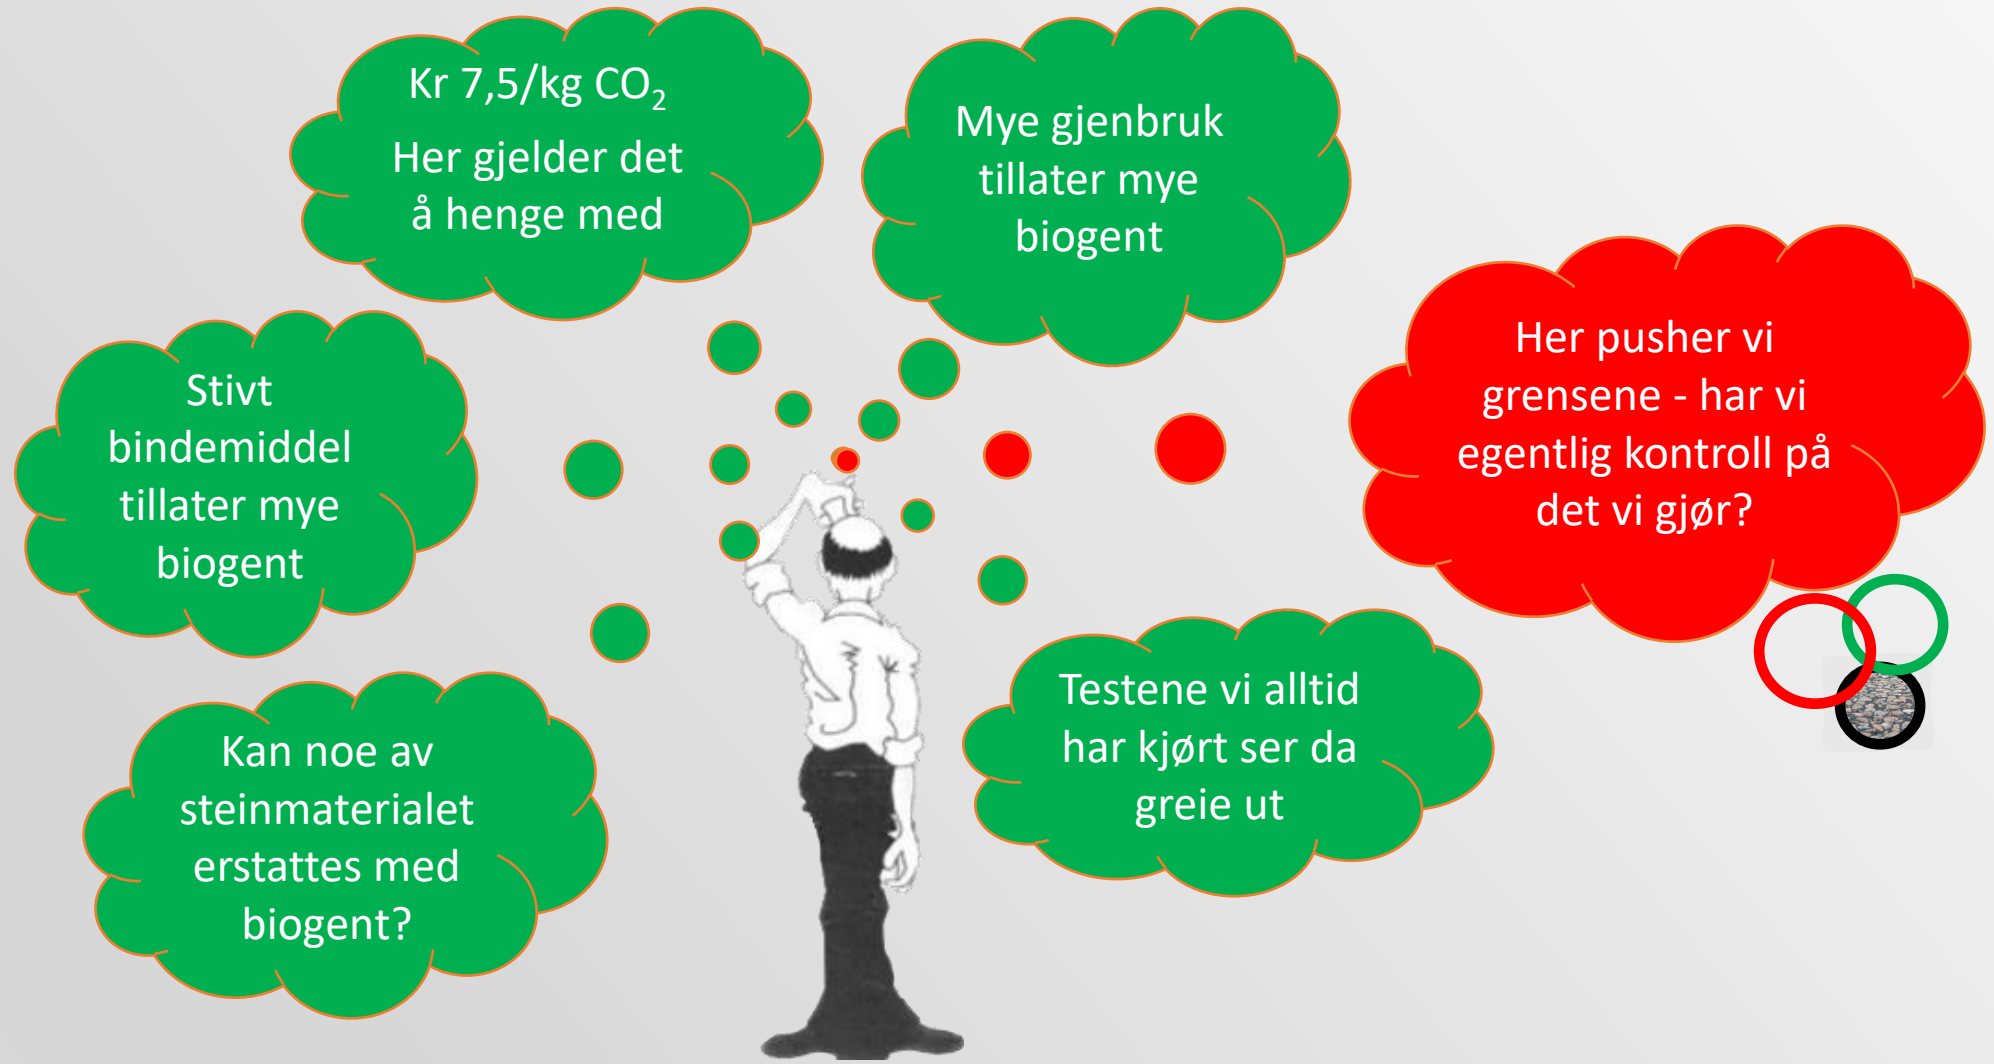 Kr 7,5/kg CO₂
Her gjelder det
å henge med
Mye gjenbruk
tillater mye
biogent
Her pusher vi
grensene - har vi
egentlig kontroll på
det vi gjør?
Stivt
bindemiddel
tillater mye
biogent
Testene vi alltid
har kjørt ser da
greie ut
Kan noe av
steinmaterialet
erstattes med
biogent?